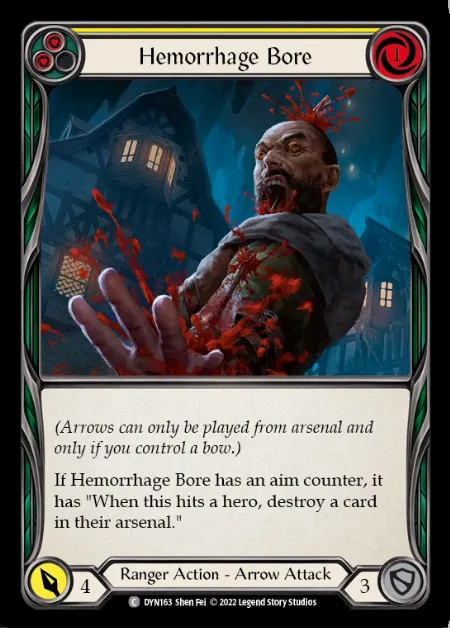 Hemorrhage Bore
1
(Arrows can only be played from arsenal and
only if you control a bow.)
If Hemorrhage Bore has an aim counter, it
has "When this hits a hero, destroy a card
in their arsenal."
4
Ranger Action - Arrow Attack
3
C DYN163 Shen Fei © 2022 Legend Story Studios